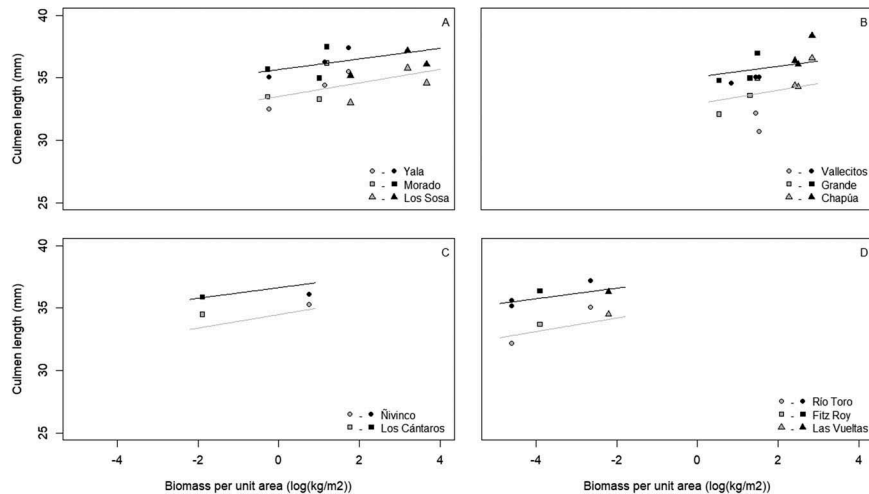 A
Culmen length (mm)
35
30
25
40
- Yala
- Morado
- Los Sosa
B
- Vallecitos
- Grande
- Chapúa
C
Culmen length (mm)
40
35
30
25
- Ñivinco
- Los Cántaros
-4 -2 0 2 4
Biomass per unit area (log(kg/m2))
D
- Río Toro
- Fitz Roy
- Las Vueltas
-4 -2 0 2 4
Biomass per unit area (log(kg/m2))